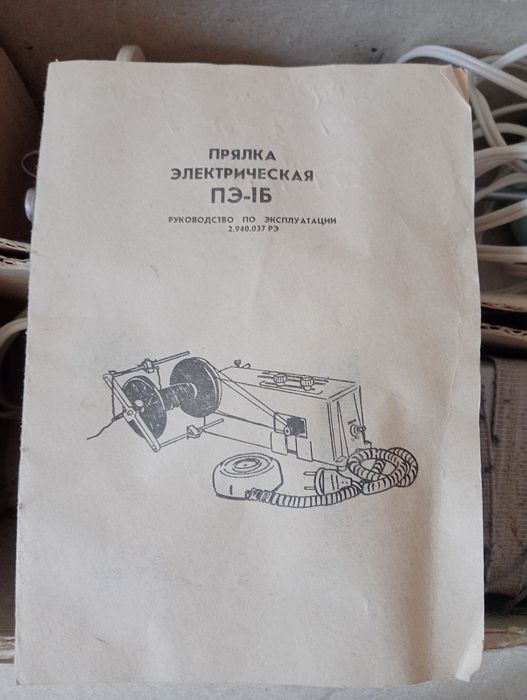 ПРЯЛКА
ЭЛЕКТРИЧЕСКАЯ
ПЭ-1Б
РУКОВОДСТВО ПО ЭКСПЛУАТАЦИИ
2.940.037 РЭ